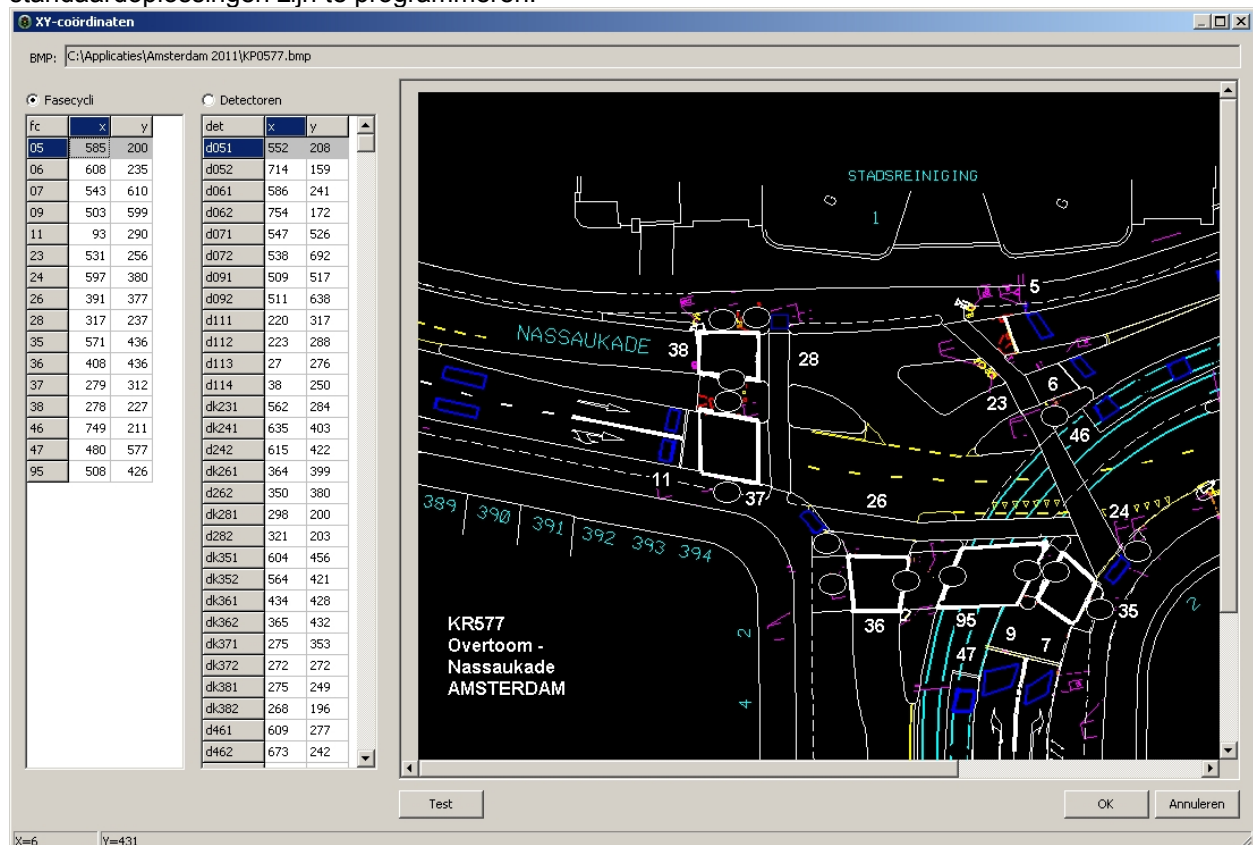 standaardoplossingen zijn te programmeren.
XY-coördinaten
BMP: C:\Applicaties\Amsterdam 2011\KP0577.bmp
Fasecycli
fc x y
05 585 200
06 608 235
07 543 610
09 503 599
11 93 290
23 531 256
24 597 380
26 391 377
28 317 237
35 571 436
36 408 436
37 279 312
38 278 227
46 749 211
47 480 577
95 508 426
Detectoren
det x y
d051 552 208
d052 714 159
d061 586 241
d062 754 172
d071 547 526
d072 538 692
d091 509 517
d092 511 638
d111 220 317
d112 223 288
d113 27 276
d114 38 250
dk231 562 284
dk241 635 403
d242 615 422
dk261 364 399
d262 350 380
dk281 298 200
d282 321 203
dk351 604 456
dk352 564 421
dk361 434 428
dk362 365 432
dk371 275 353
dk372 272 272
dk381 275 249
dk382 268 196
d461 609 277
d462 673 242
STADSREINIGING
G
G
1
5
NASSAUKADE
38
28
6
23
46
11
37
26
24
389
390
391
392
393
394
36
95
35
2
9
7
47
2
4
KR577
Overtoom -
Nassaukade
AMSTERDAM
Test
OK
Annuleren
X=6 Y=431